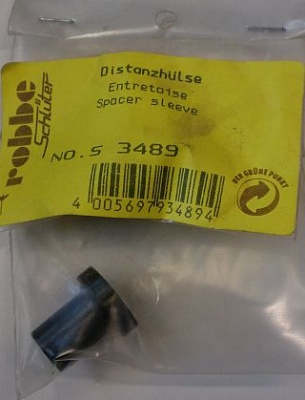 robbe
Schlüter
Distanzhülse
Entretoise
Spacer sleeve
NO. S 3489
4 005697 934894
DER GRÜNE PUNKT